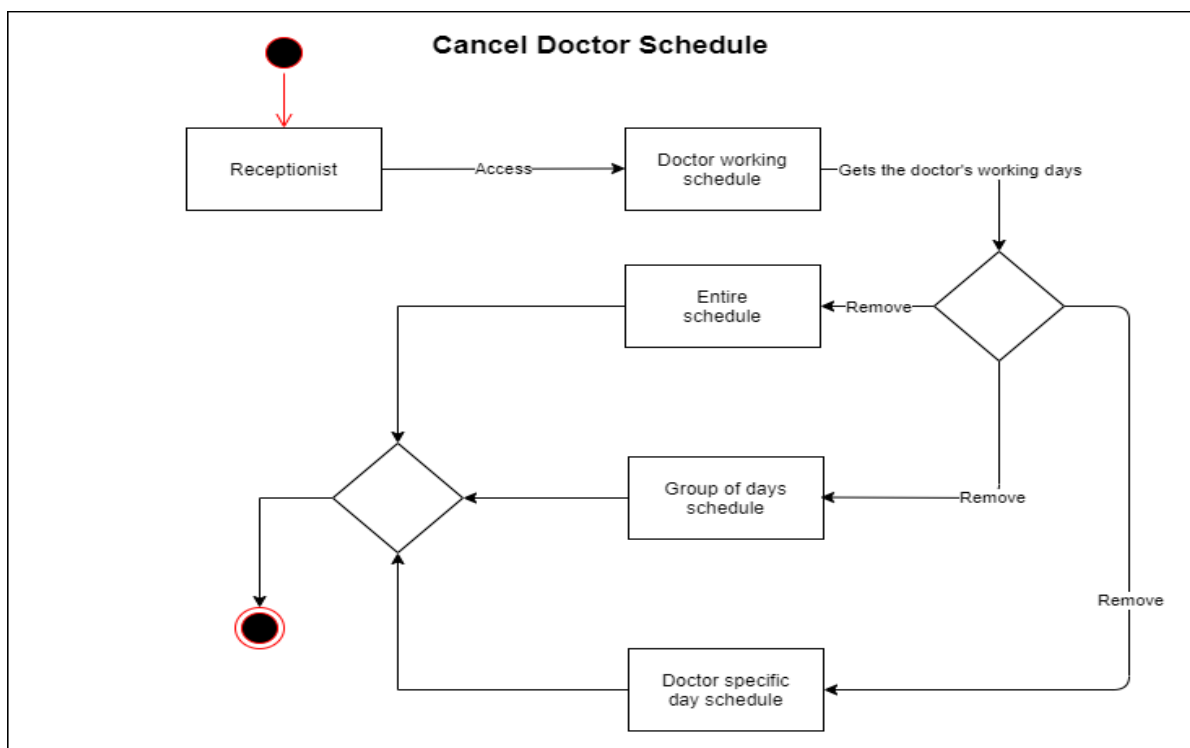 Cancel Doctor Schedule
Receptionist
Access
Doctor working
schedule
Gets the doctor's working days
Entire
schedule
Remove
Group of days
schedule
Remove
Remove
Doctor specific
day schedule